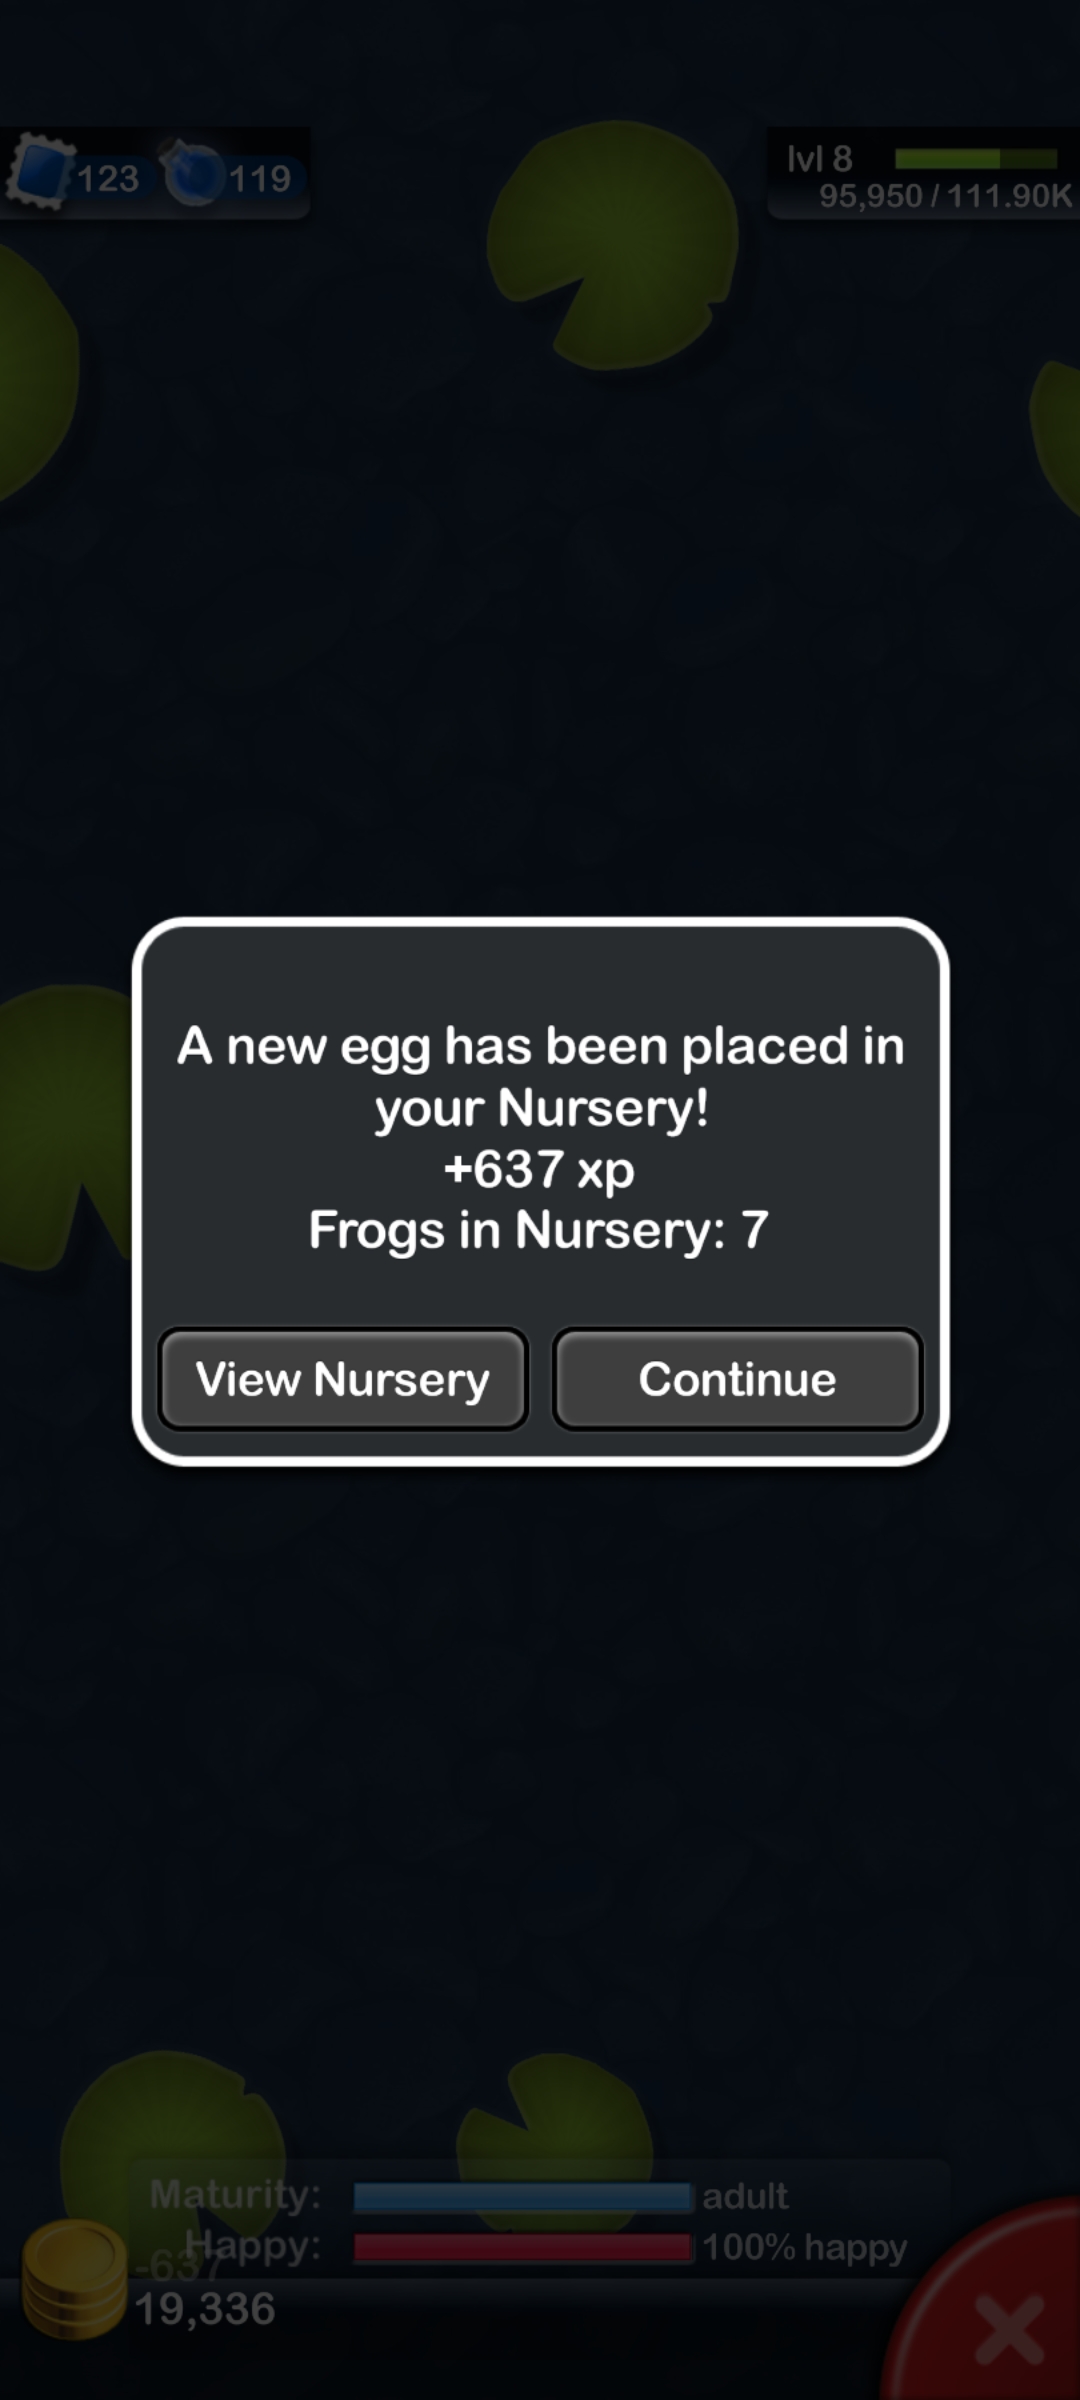 123 119
lvl 8
95,950 / 111.90K
A new egg has been placed in
your Nursery!
+637 xp
Frogs in Nursery: 7
View Nursery Continue
Maturity: adult
Happy: 100% happy
-637
19,336